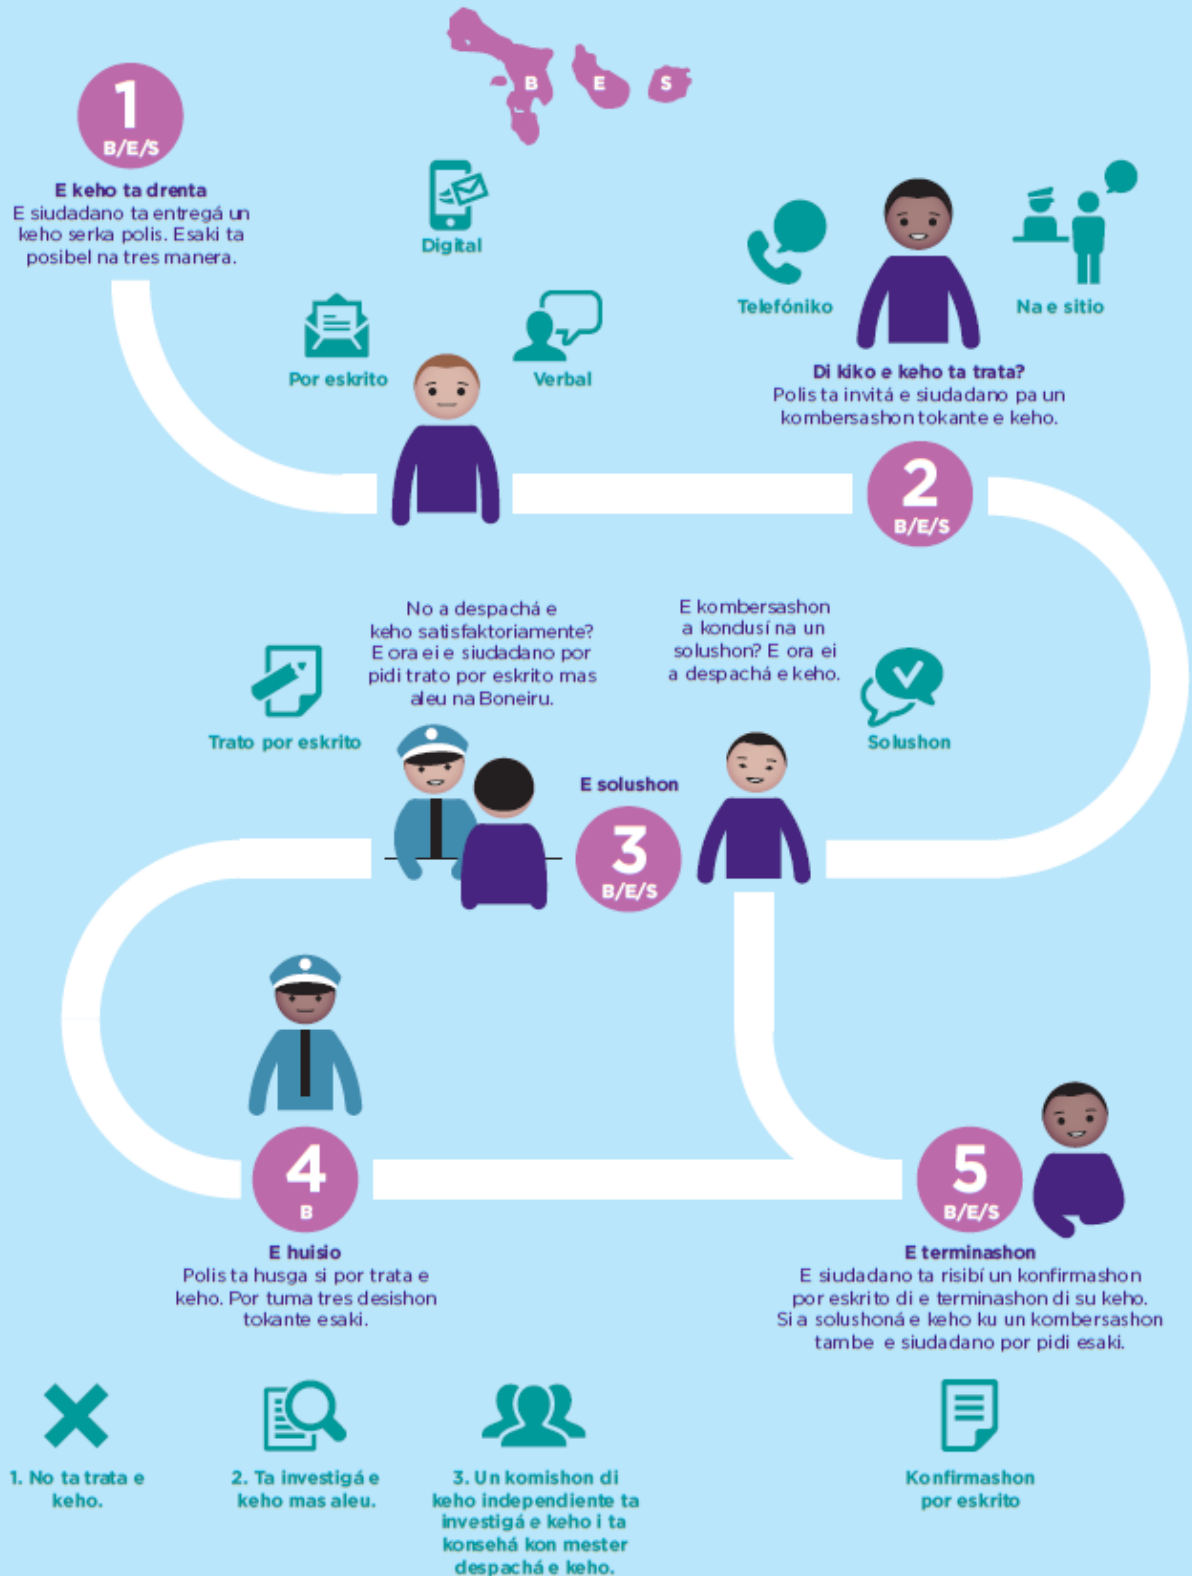 B E S
1
B/E/S
E keho ta drenta
E siudadano ta entregá un
keho serka polis. Esaki ta
posibel na tres manera.
Digital
Por eskrito
Verbal
Telefóniko
Na e sitio
Di kiko e keho ta trata?
Polis ta invitá e siudadano pa un
kombersashon tokante e keho.
2
B/E/S
No a despachá e
keho satisfaktoriamente?
E ora ei e siudadano por
pidi trato por eskrito mas
aleu na Boneiru.
E kombersashon
a konclusí na un
solushon? E ora ei
a despachá e keho.
Trato por eskrito
Solushon
E solushon
3
B/E/S
4
B
E huisio
Polis ta husga si por trata e
keho. Por tuma tres desishon
tokante esaki.
5
B/E/S
E terminashon
E siudadano ta risibí un konfirmashon
por eskrito di e terminashon di su keho.
Si a solushoná e keho ku un kombersashon
tambe e siudadano por pidi esaki.
1. No ta trata e
keho.
2. Ta investigá e
keho mas aleu.
3. Un komishon di
keho independiente ta
investigá e keho i ta
konsehá kon mester
despachá e keho.
Konfirmashon
por eskrito